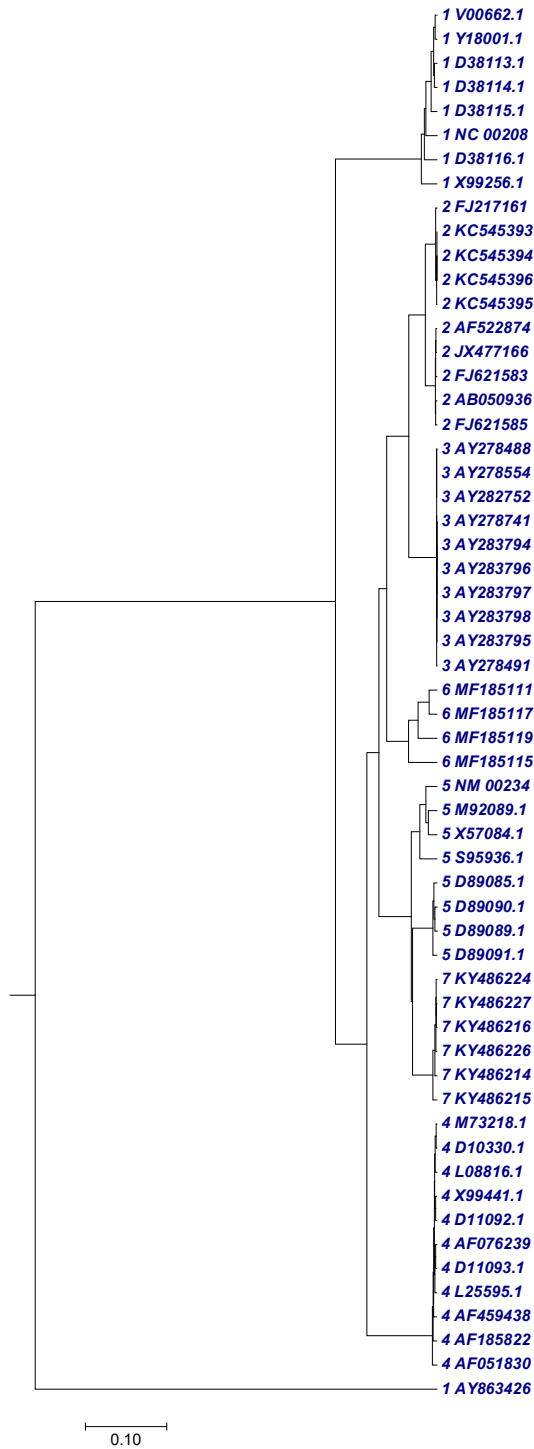 1 V00662.1
1 Y18001.1
1 D38113.1
1 D38114.1
1 D38115.1
1 NC 00208
1 D38116.1
1 X99256.1
2 FJ217161
2 KC545393
2 KC545394
2 KC545396
2 KC545395
2 AF522874
2 JX477166
2 FJ621583
2 AB050936
2 FJ621585
3 AY278488
3 AY278554
3 AY282752
3 AY278741
3 AY283794
3 AY283796
3 AY283797
3 AY283798
3 AY283795
3 AY278491
6 MF185111
6 MF185117
6 MF185119
6 MF185115
5 NM 00234
5 M92089.1
5 X57084.1
5 S95936.1
5 D89085.1
5 D89090.1
5 D89089.1
5 D89091.1
7 KY486224
7 KY486227
7 KY486216
7 KY486226
7 KY486214
7 KY486215
4 M73218.1
4 D10330.1
4 L08816.1
4 X99441.1
4 D11092.1
4 AF076239
4 D11093.1
4 L25595.1
4 AF459438
4 AF185822
4 AF051830
1 AY863426
0.10